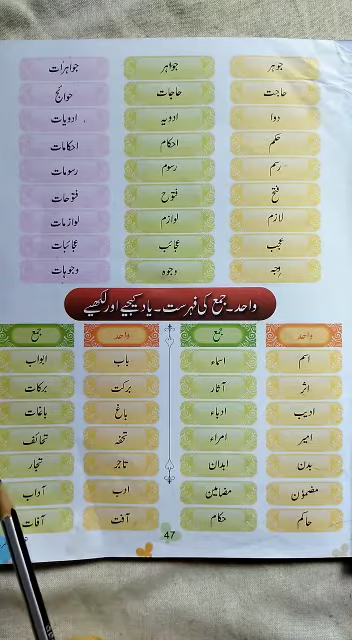 جوہر جواہر جواہرات
حاجت حاجات حوائج
دوا ادویہ ادویات
حکم احکام احکامات
رسم رسوم رسومات
فتح فتوح فتوحات
لازم لوازم لوازمات
عجب عجائب عجائبات
وجہ وجوہ وجوہات
واحد۔ جمع کی فہرست۔ یاد کیجیے اور لکھیے
واحد جمع واحد جمع
اسم اسماء باب ابواب
اثر آثار برکت برکات
ادیب ادباء باغ باغات
امیر امراء تحفہ تحائف
بدن ابدان تاجر تجار
مضمون مضامین ادب آداب
حاکم حکام آفت آفات
47